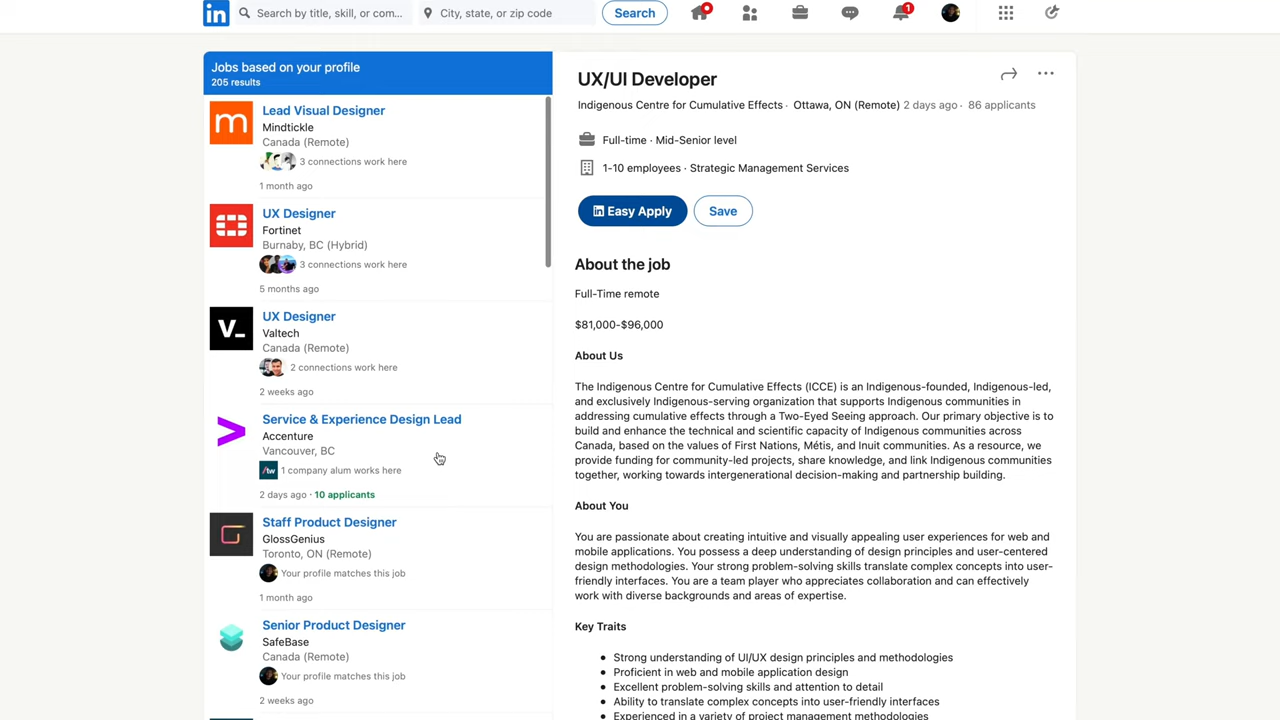 in
Search by title, skill, or com...
City, state, or zip code
Search
1
Jobs based on your profile
205 results
m
Lead Visual Designer
Mindtickle
Canada (Remote)
3 connections work here
1 month ago
UX Designer
Fortinet
Burnaby, BC (Hybrid)
3 connections work here
5 months ago
V_
UX Designer
Valtech
Canada (Remote)
2 connections work here
2 weeks ago
Service & Experience Design Lead
Accenture
Vancouver, BC
/tw
1 company alum works here
2 days ago · 10 applicants
Staff Product Designer
GlossGenius
Toronto, ON (Remote)
Your profile matches this job
1 month ago
Senior Product Designer
SafeBase
Canada (Remote)
Your profile matches this job
2 weeks ago
UX/UI Developer
Indigenous Centre for Cumulative Effects · Ottawa, ON (Remote) 2 days ago · 86 applicants
Full-time · Mid-Senior level
1-10 employees · Strategic Management Services
in Easy Apply
Save
About the job
Full-Time remote
$81,000-$96,000
About Us
The Indigenous Centre for Cumulative Effects (ICCE) is an Indigenous-founded, Indigenous-led,
and exclusively Indigenous-serving organization that supports Indigenous communities in
addressing cumulative effects through a Two-Eyed Seeing approach. Our primary objective is to
build and enhance the technical and scientific capacity of Indigenous communities across
Canada, based on the values of First Nations, Métis, and Inuit communities. As a resource, we
provide funding for community-led projects, share knowledge, and link Indigenous communities
together, working towards intergenerational decision-making and partnership building.
About You
You are passionate about creating intuitive and visually appealing user experiences for web and
mobile applications. You possess a deep understanding of design principles and user-centered
design methodologies. Your strong problem-solving skills translate complex concepts into user-
friendly interfaces. You are a team player who appreciates collaboration and can effectively
work with diverse backgrounds and areas of expertise.
Key Traits
• Strong understanding of UI/UX design principles and methodologies
• Proficient in web and mobile application design
• Excellent problem-solving skills and attention to detail
• Ability to translate complex concepts into user-friendly interfaces
• Experienced in a variety of project management methodologies